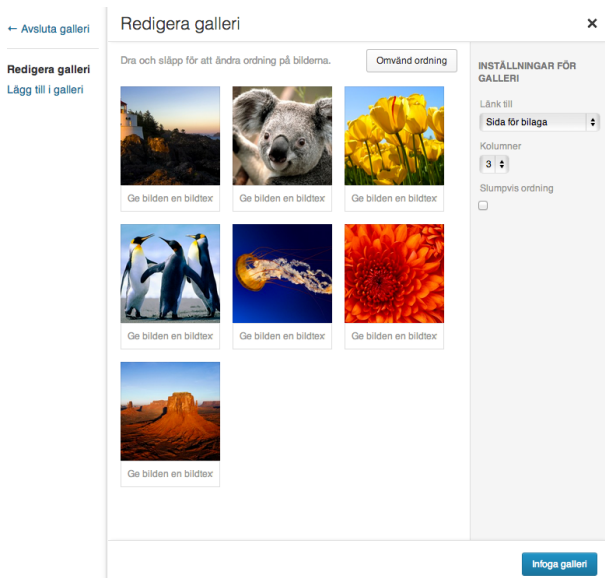 ← Avsluta galleri
Redigera galleri
Lägg till i galleri
Redigera galleri
Dra och släpp för att ändra ordning på bilderna.
Omvänd ordning
Ge bilden en bildtex
Ge bilden en bildtex
Ge bilden en bildtex
Ge bilden en bildtex
Ge bilden en bildtex
Ge bilden en bildtex
Ge bilden en bildtex
INSTÄLLNINGAR FÖR
GALLERI
Länk till
Sida för bilaga
Kolumner
3
Slumpvis ordning
Infoga galleri